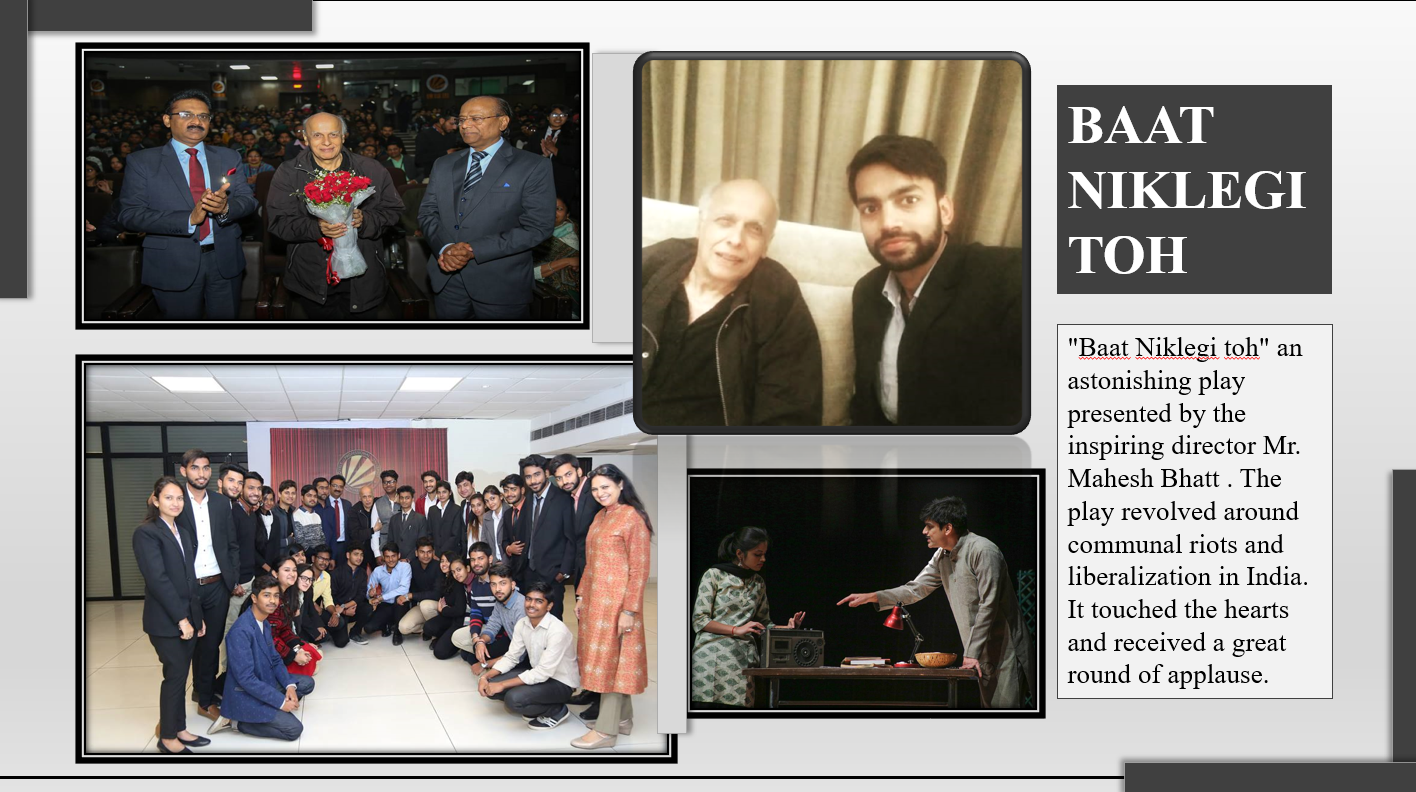 BAAT
NIKLEGI
TOH
"Baat Niklegi toh" an
astonishing play
presented by the
inspiring director Mr.
Mahesh Bhatt . The
play revolved around
communal riots and
liberalization in India.
It touched the hearts
and received a great
round of applause.